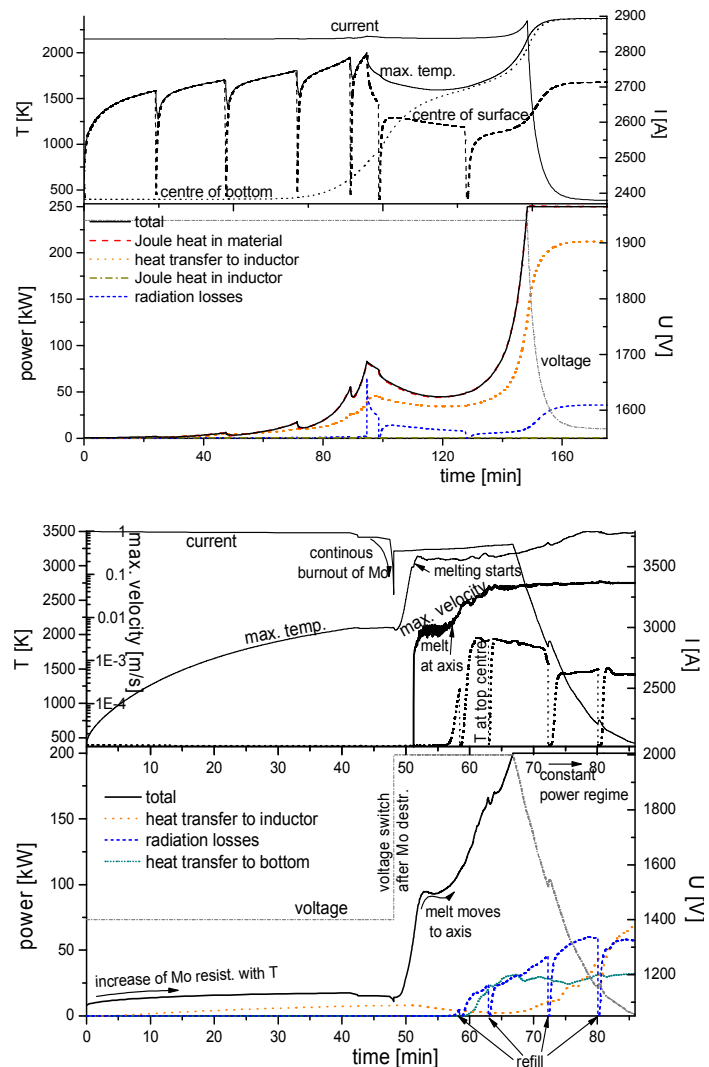 current
max. temp.
centre of surface
centre of bottom
T [K]
2000
1500
1000
500
I [A]
2900
2800
2700
2600
2500
2400
total
Joule heat in material
heat transfer to inductor
Joule heat in inductor
radiation losses
voltage
power [kW]
250
200
150
100
50
0
U [V]
1900
1800
1700
1600
0 40 80 120 160
time [min]
current
continous
burnout of Mo
melting starts
max. velocity
max. temp.
melt
at axis
T at top centre
T [K]
3500
3000
2500
2000
1500
1000
500
max. velocity [m/s]
1
0.1
0.01
1E-3
1E-4
I [A]
3500
3000
2500
0 10 20 30 40 50 60 70 80
total
heat transfer to inductor
radiation losses
heat transfer to bottom
voltage switch
after Mo destr.
constant
power regime
voltage
melt moves
to axis
increase of Mo resist. with T
power [kW]
200
150
100
50
25
0
U [V]
2000
1800
1600
1400
1200
0 10 20 30 40 50 60 70 80
time [min]
refill